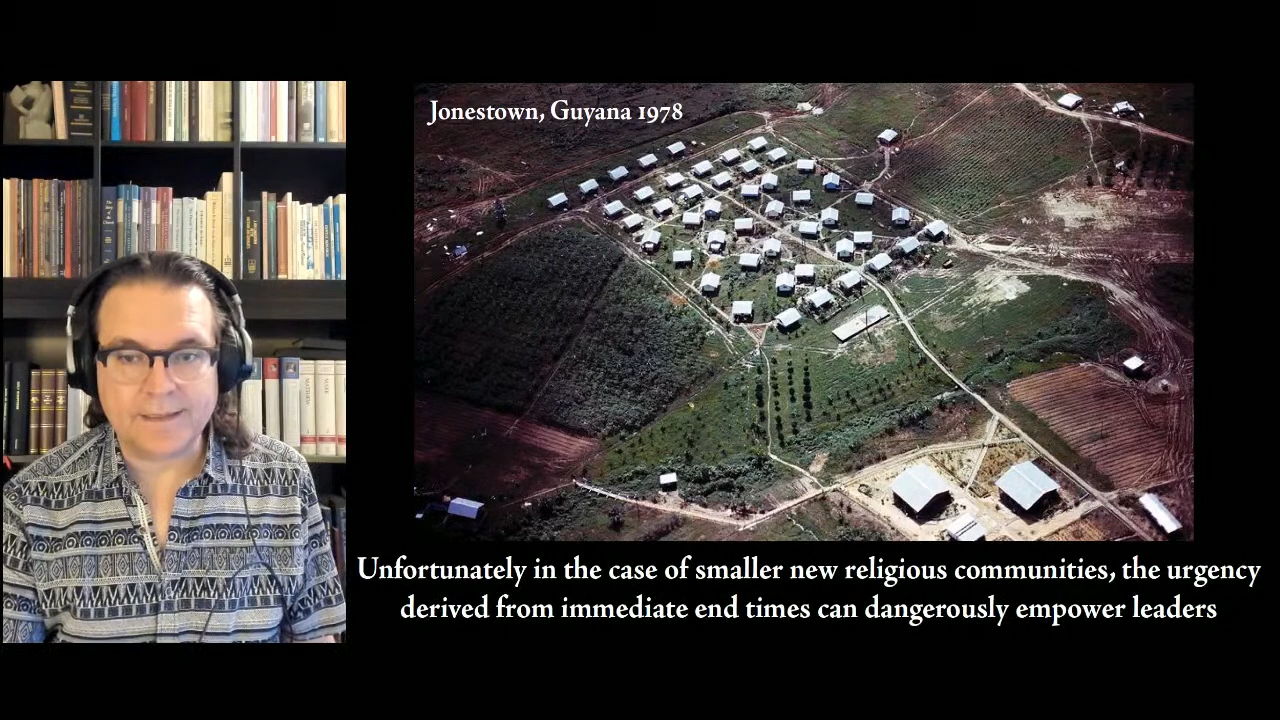 Jonestown, Guyana 1978
Unfortunately in the case of smaller new religious communities, the urgency
derived from immediate end times can dangerously empower leaders